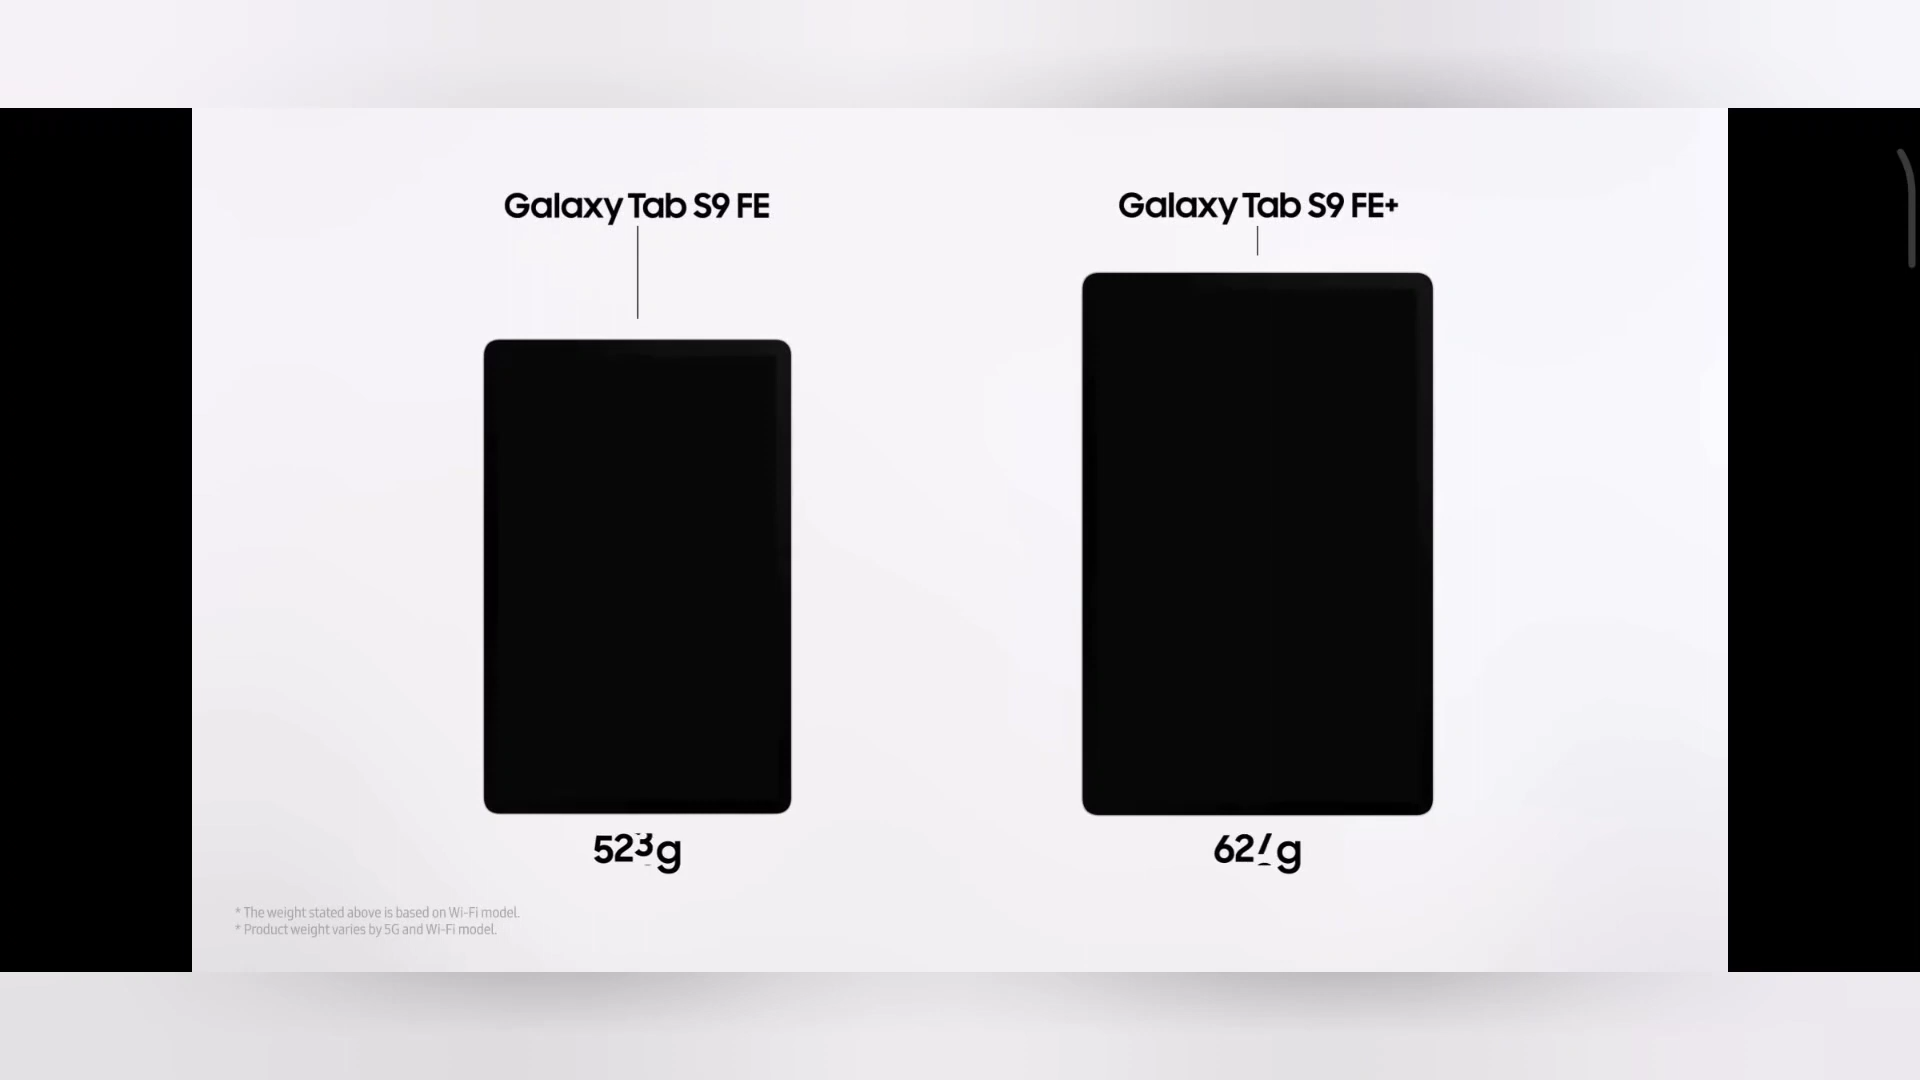 Galaxy Tab S9 FE
Galaxy Tab S9 FE+
* The weight stated above is based on Wi-Fi model.
* Product weight varies by 5G and Wi-Fi model.